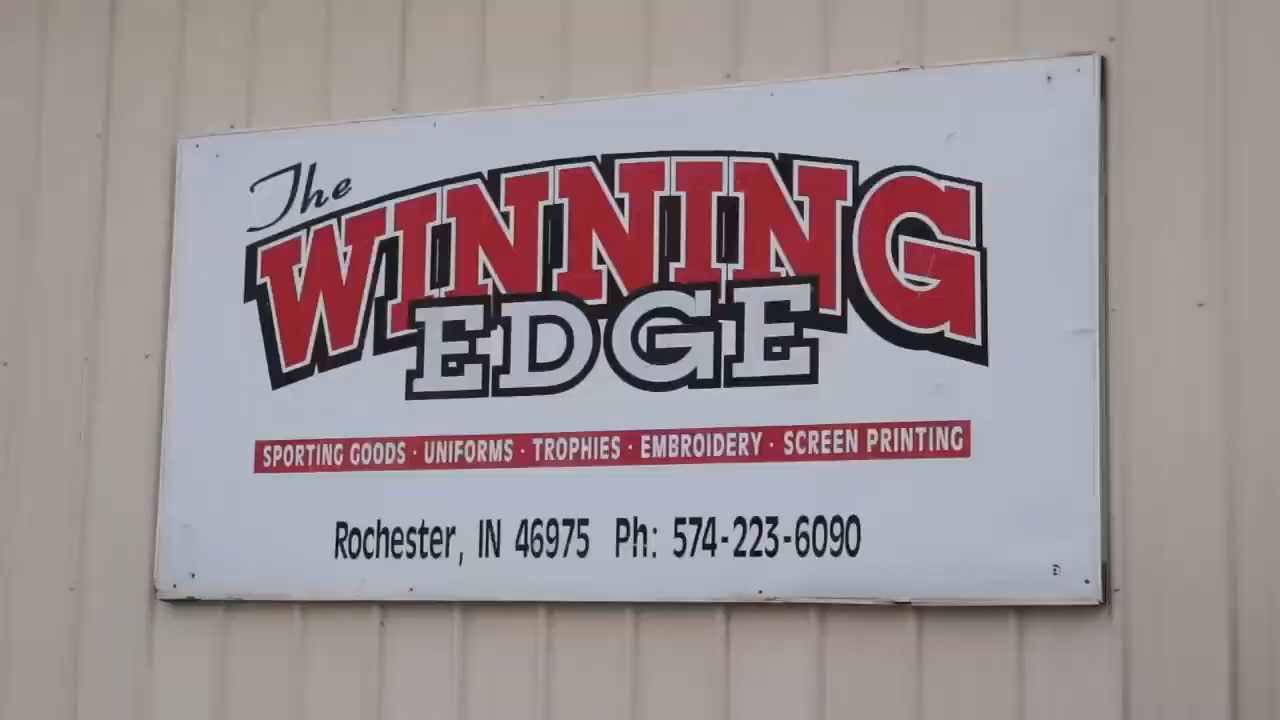 The
WINNING
EDGE
SPORTING GOODS · UNIFORMS · TROPHIES · EMBROIDERY · SCREEN PRINTING
Rochester, IN 46975 Ph: 574-223-6090